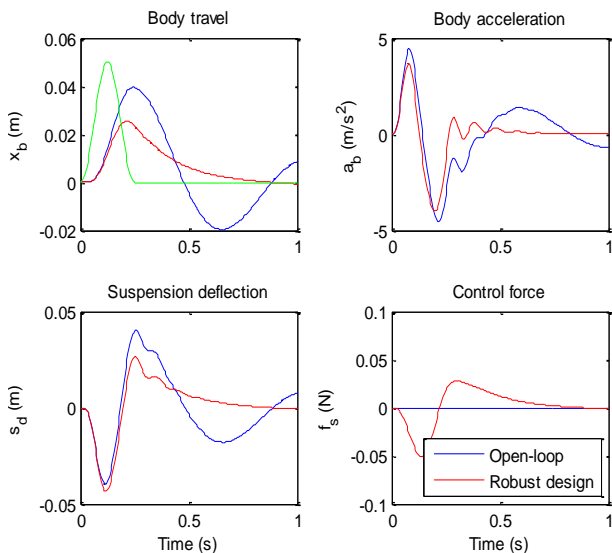 Body travel
0.06
0.04
0.02
0
-0.02
x_b (m)
0 0.5 1
Body acceleration
5
0
-5
a_b (m/s²)
0 0.5 1
Suspension deflection
0.05
0
-0.05
s_d (m)
0 0.5 1
Time (s)
Control force
0.1
0.05
0
-0.05
-0.1
f_s (N)
Open-loop
Robust design
0 0.5 1
Time (s)